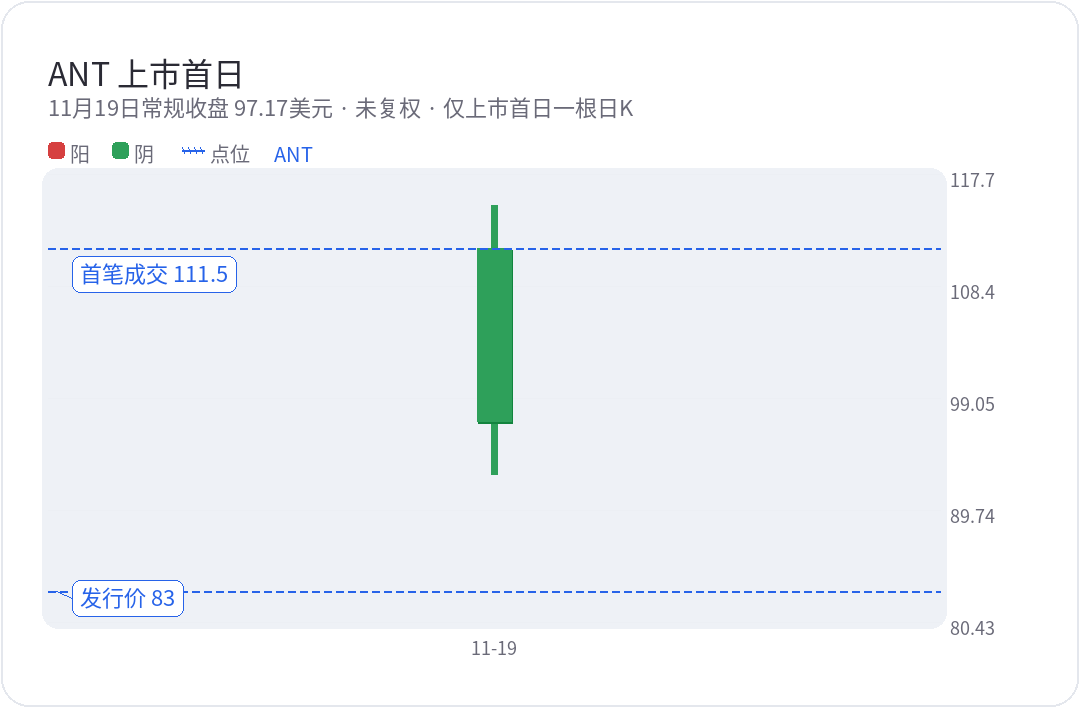 ANT 上市首日
11月19日常规收盘 97.17美元 · 未复权 · 仅上市首日一根日K
阳 阴 点位 ANT
117.7
首笔成交 111.5
108.4
99.05
89.74
发行价 83
80.43
11-19